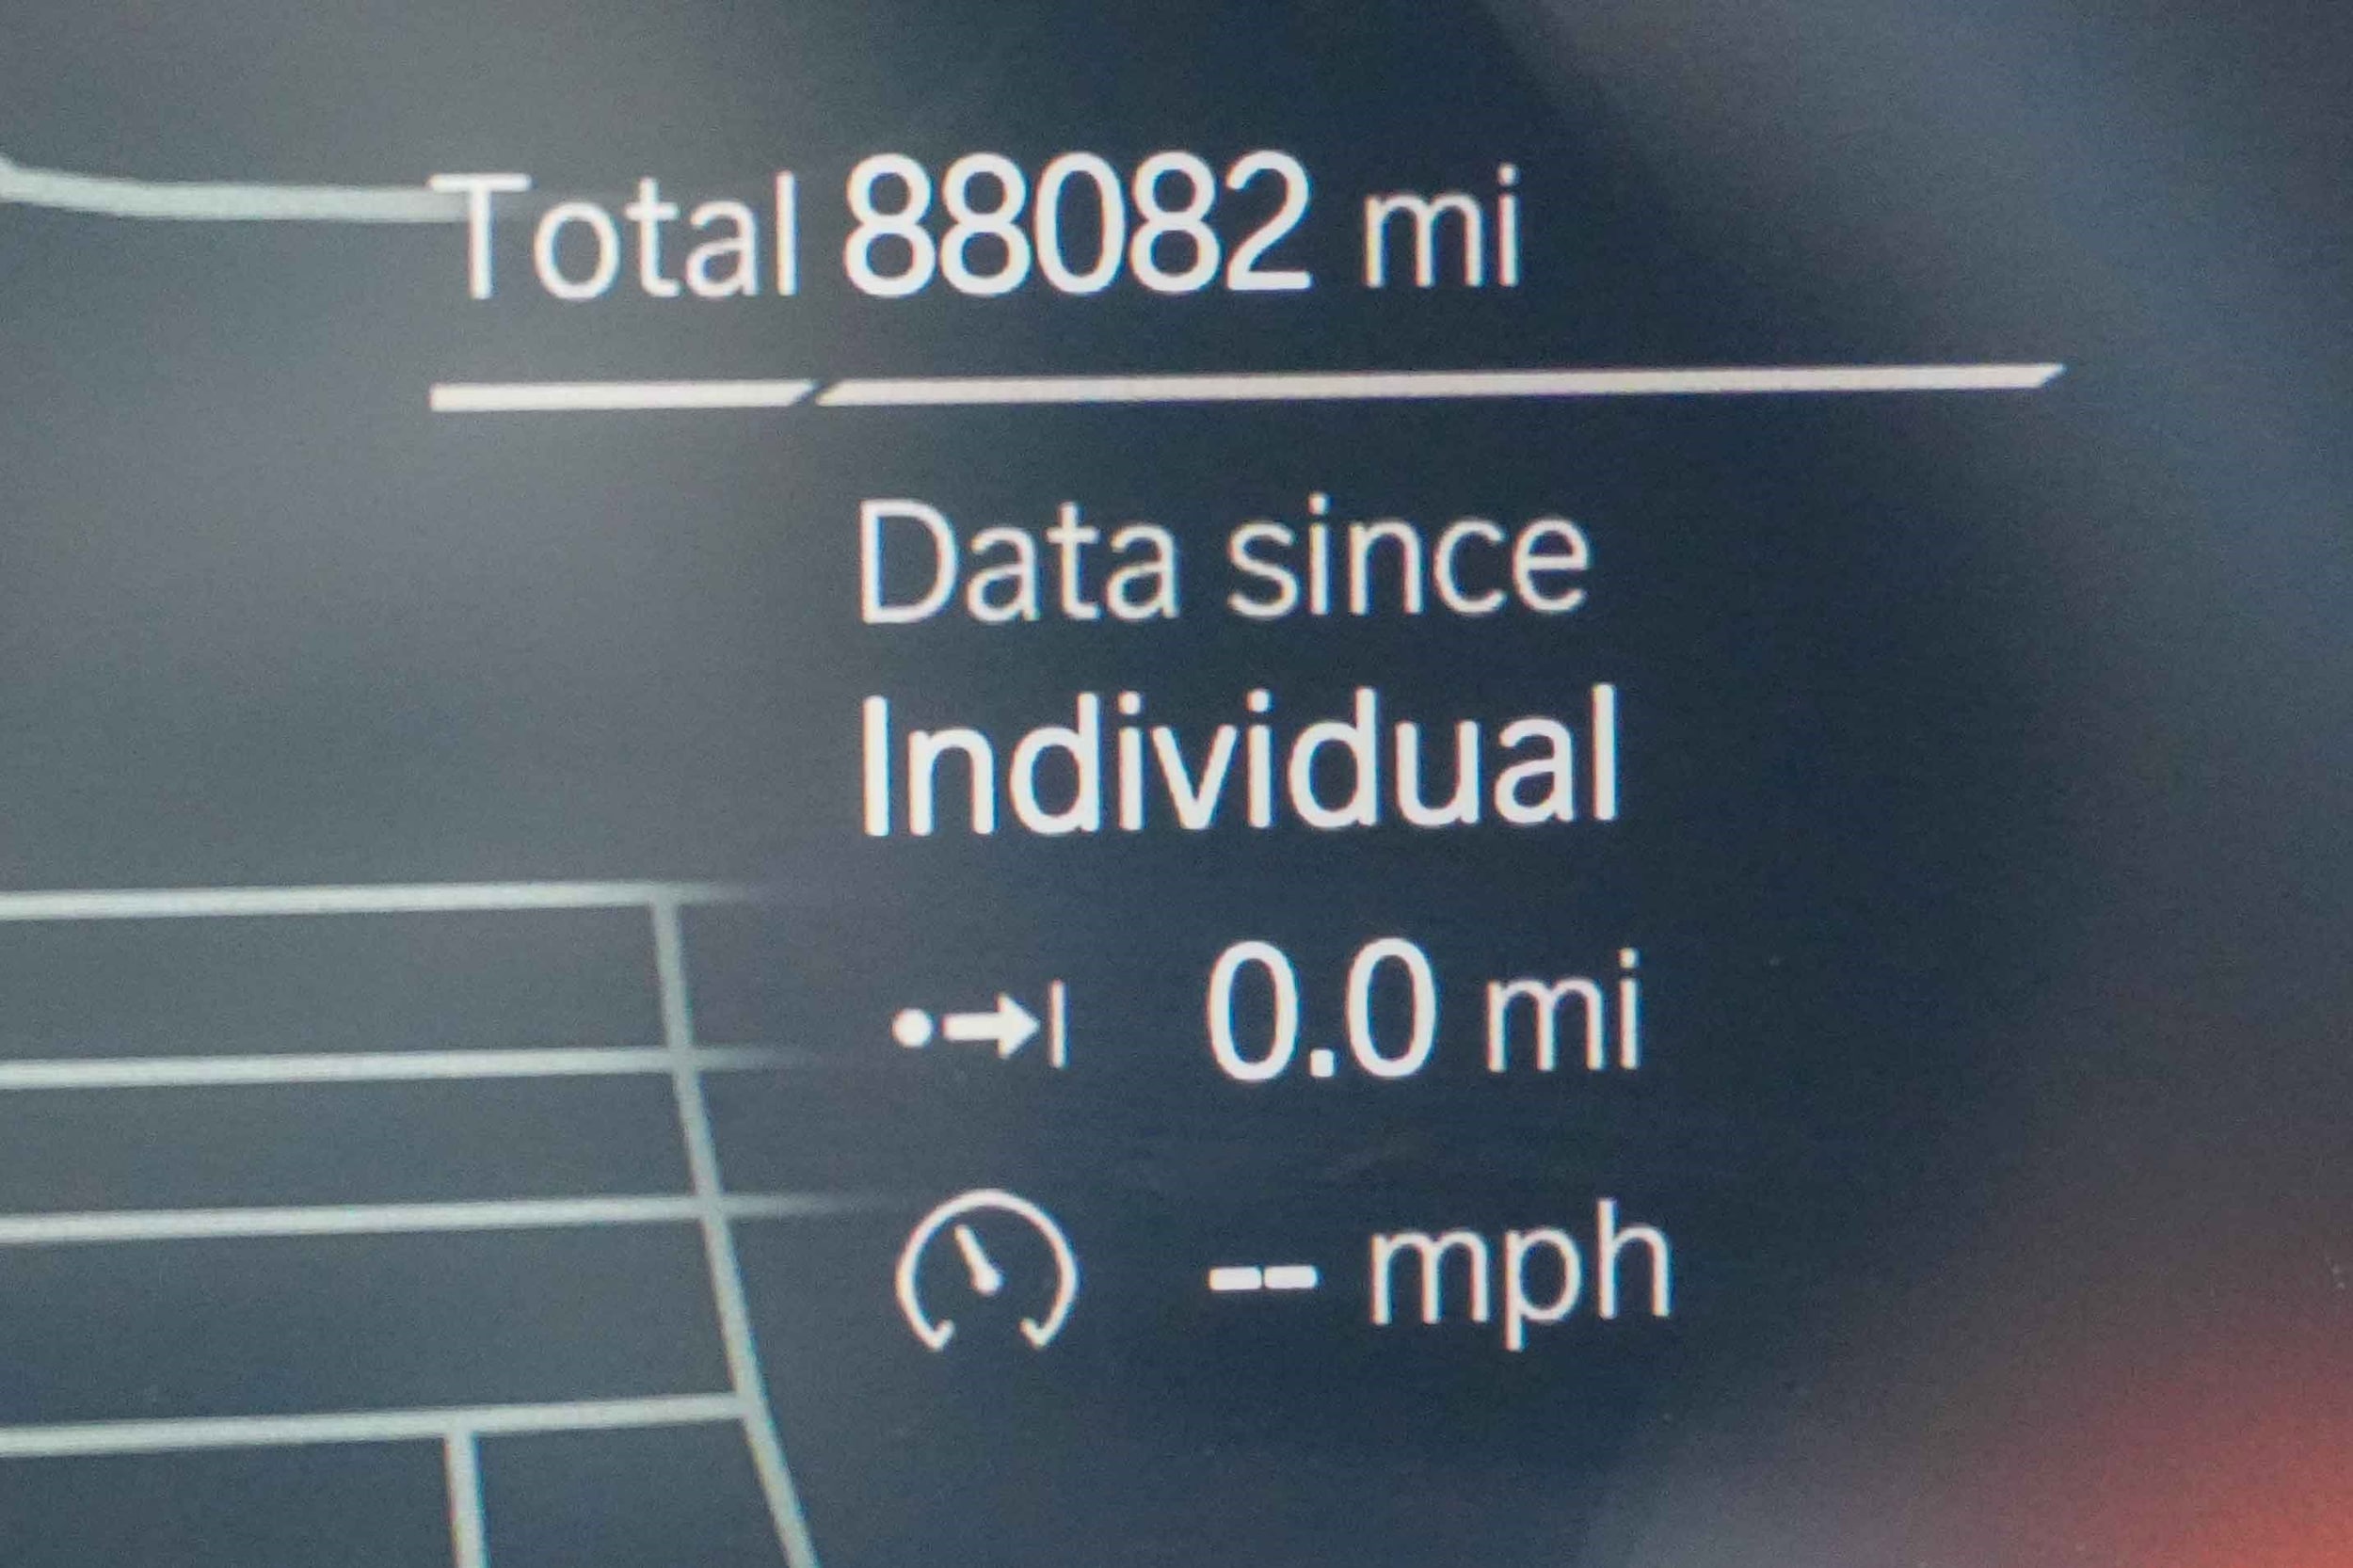 Total 88082 mi
Data since
Individual
0.0 mi
-- mph